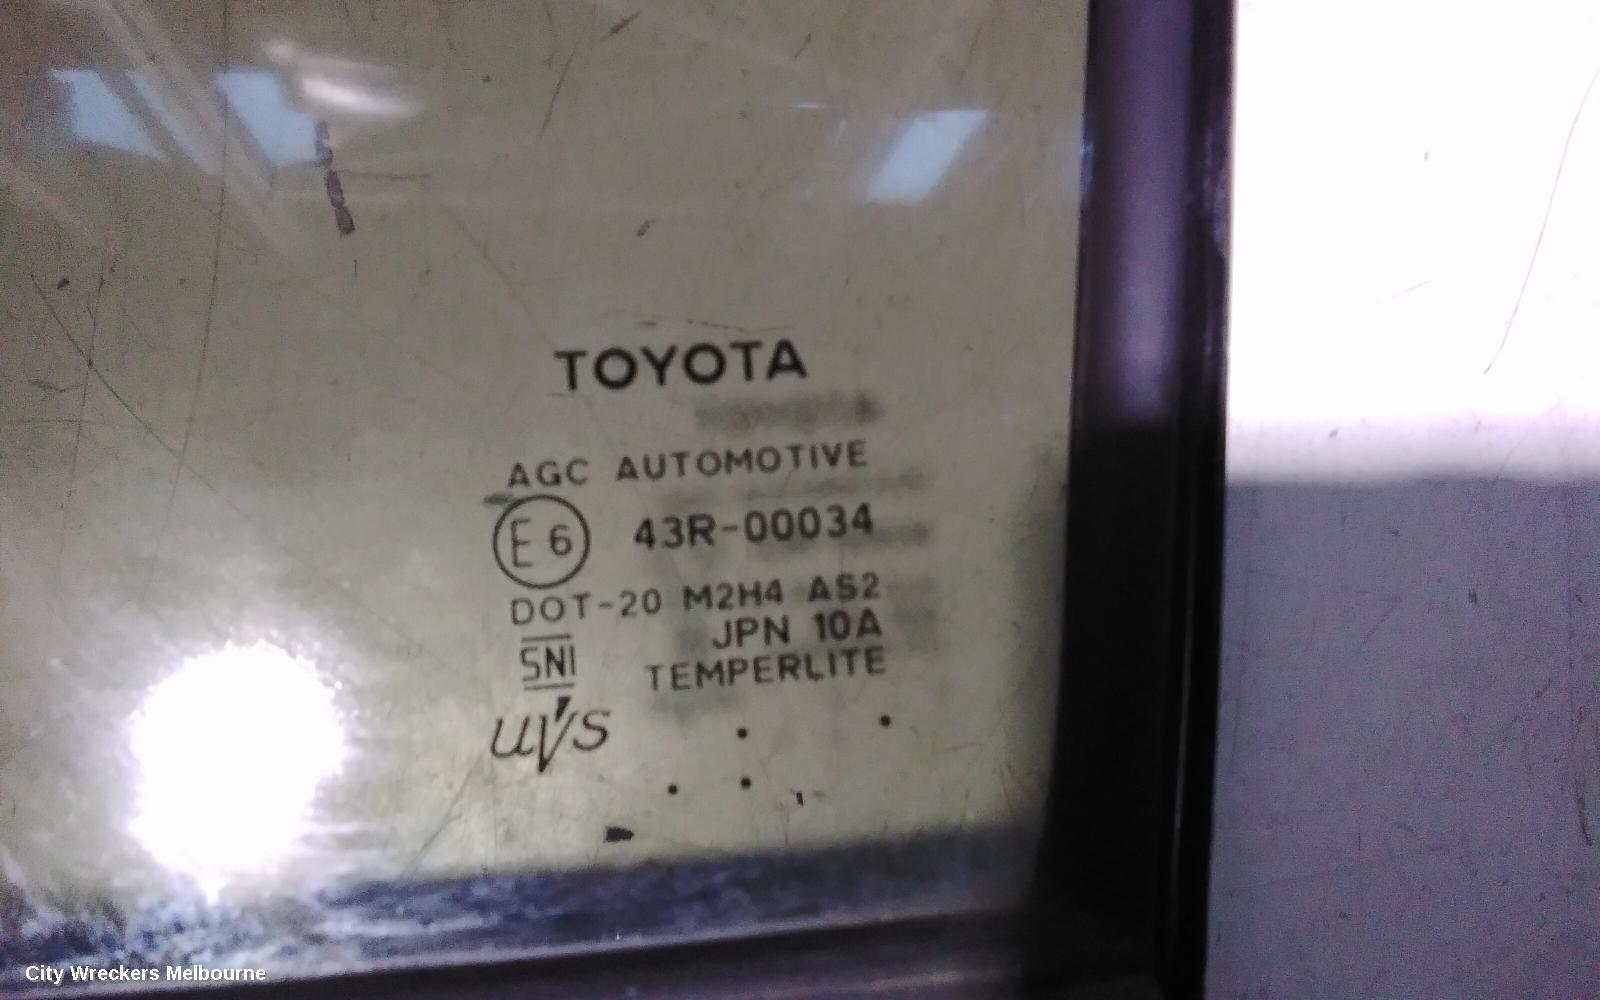 TOYOTA
AGC AUTOMOTIVE
E6 43R-00034
DOT-20 M2H4 AS2
JPN 10A
SNI TEMPERLITE
uvs
City Wreckers Melbourne